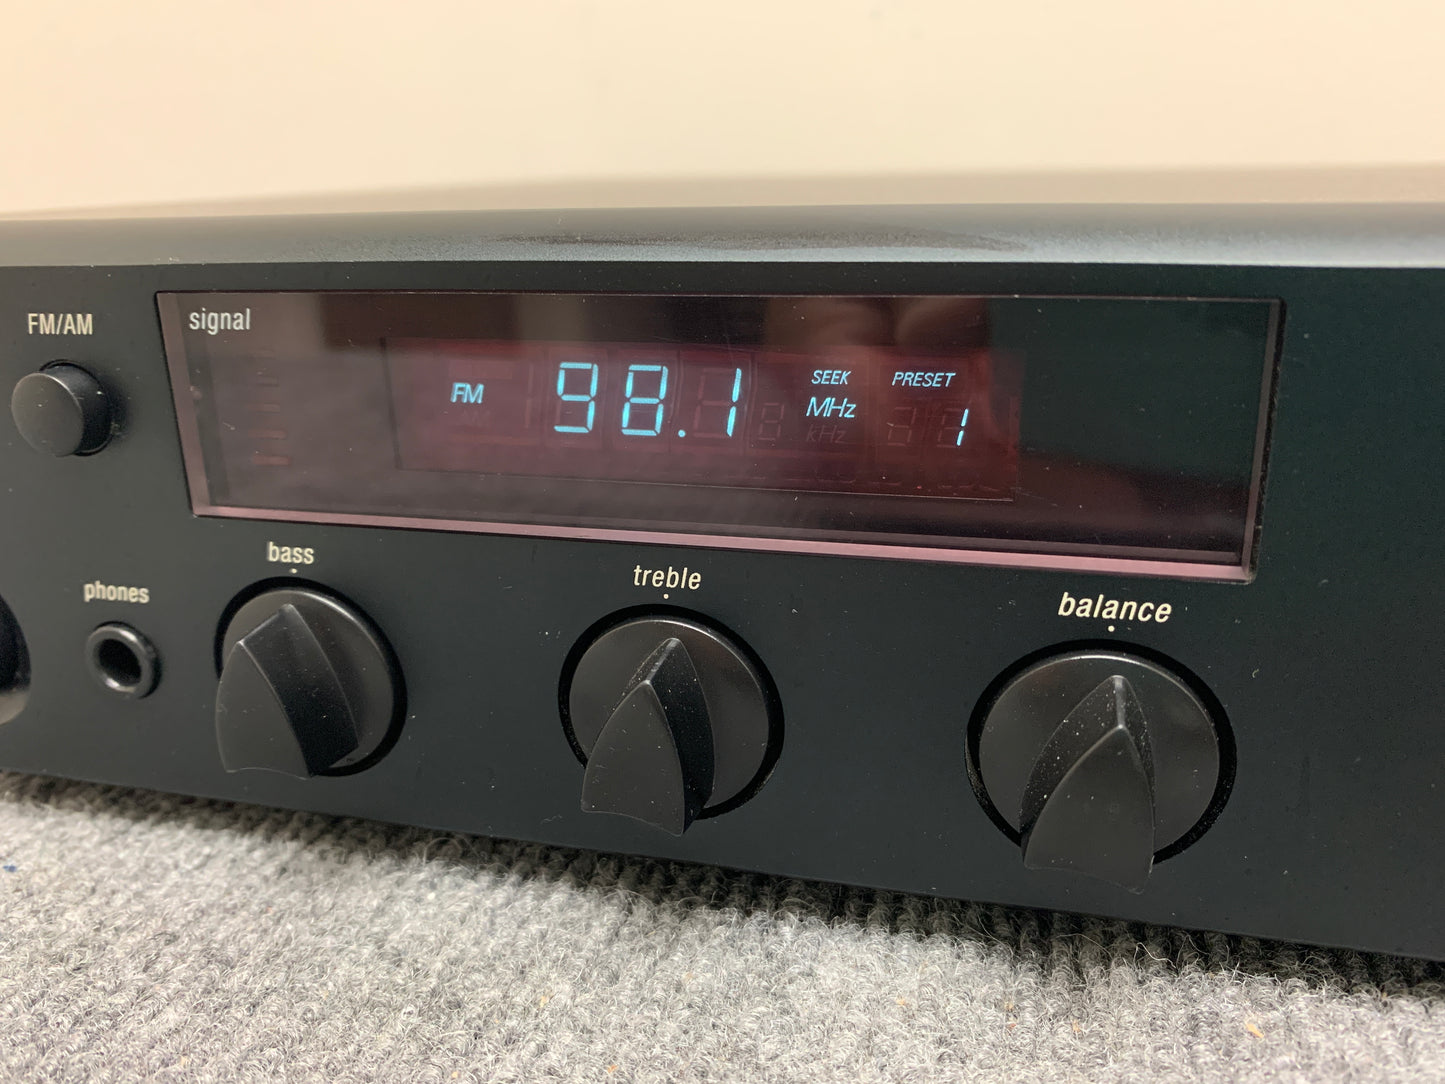 FM/AM
signal
FM 98.1 SEEK PRESET
MHz 1
kHz
phones
bass
treble
balance